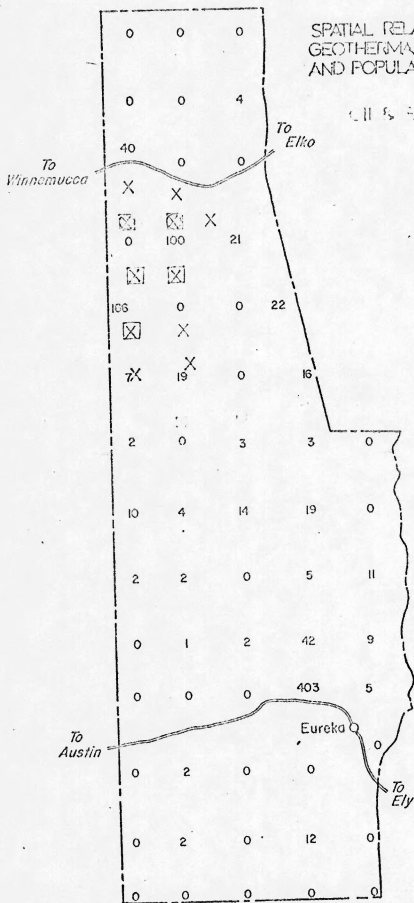 0 0 0
SPATIAL
GEOTHERMAL
AND
0 0 4
To
Elko
40
0 0
To
Winnemucca
X X
X X X
0 100 21
X X
106 0 0 22
X X
X X
7 19 0 16
2 0 3 3 0
10 4 14 19 0
2 2 0 5 11
0 1 2 42 9
0 0 0 403 5
Eureka
To
Austin
0
0 2 0 0
To
Ely
0 2 0 12 0
0 0 0 0 0